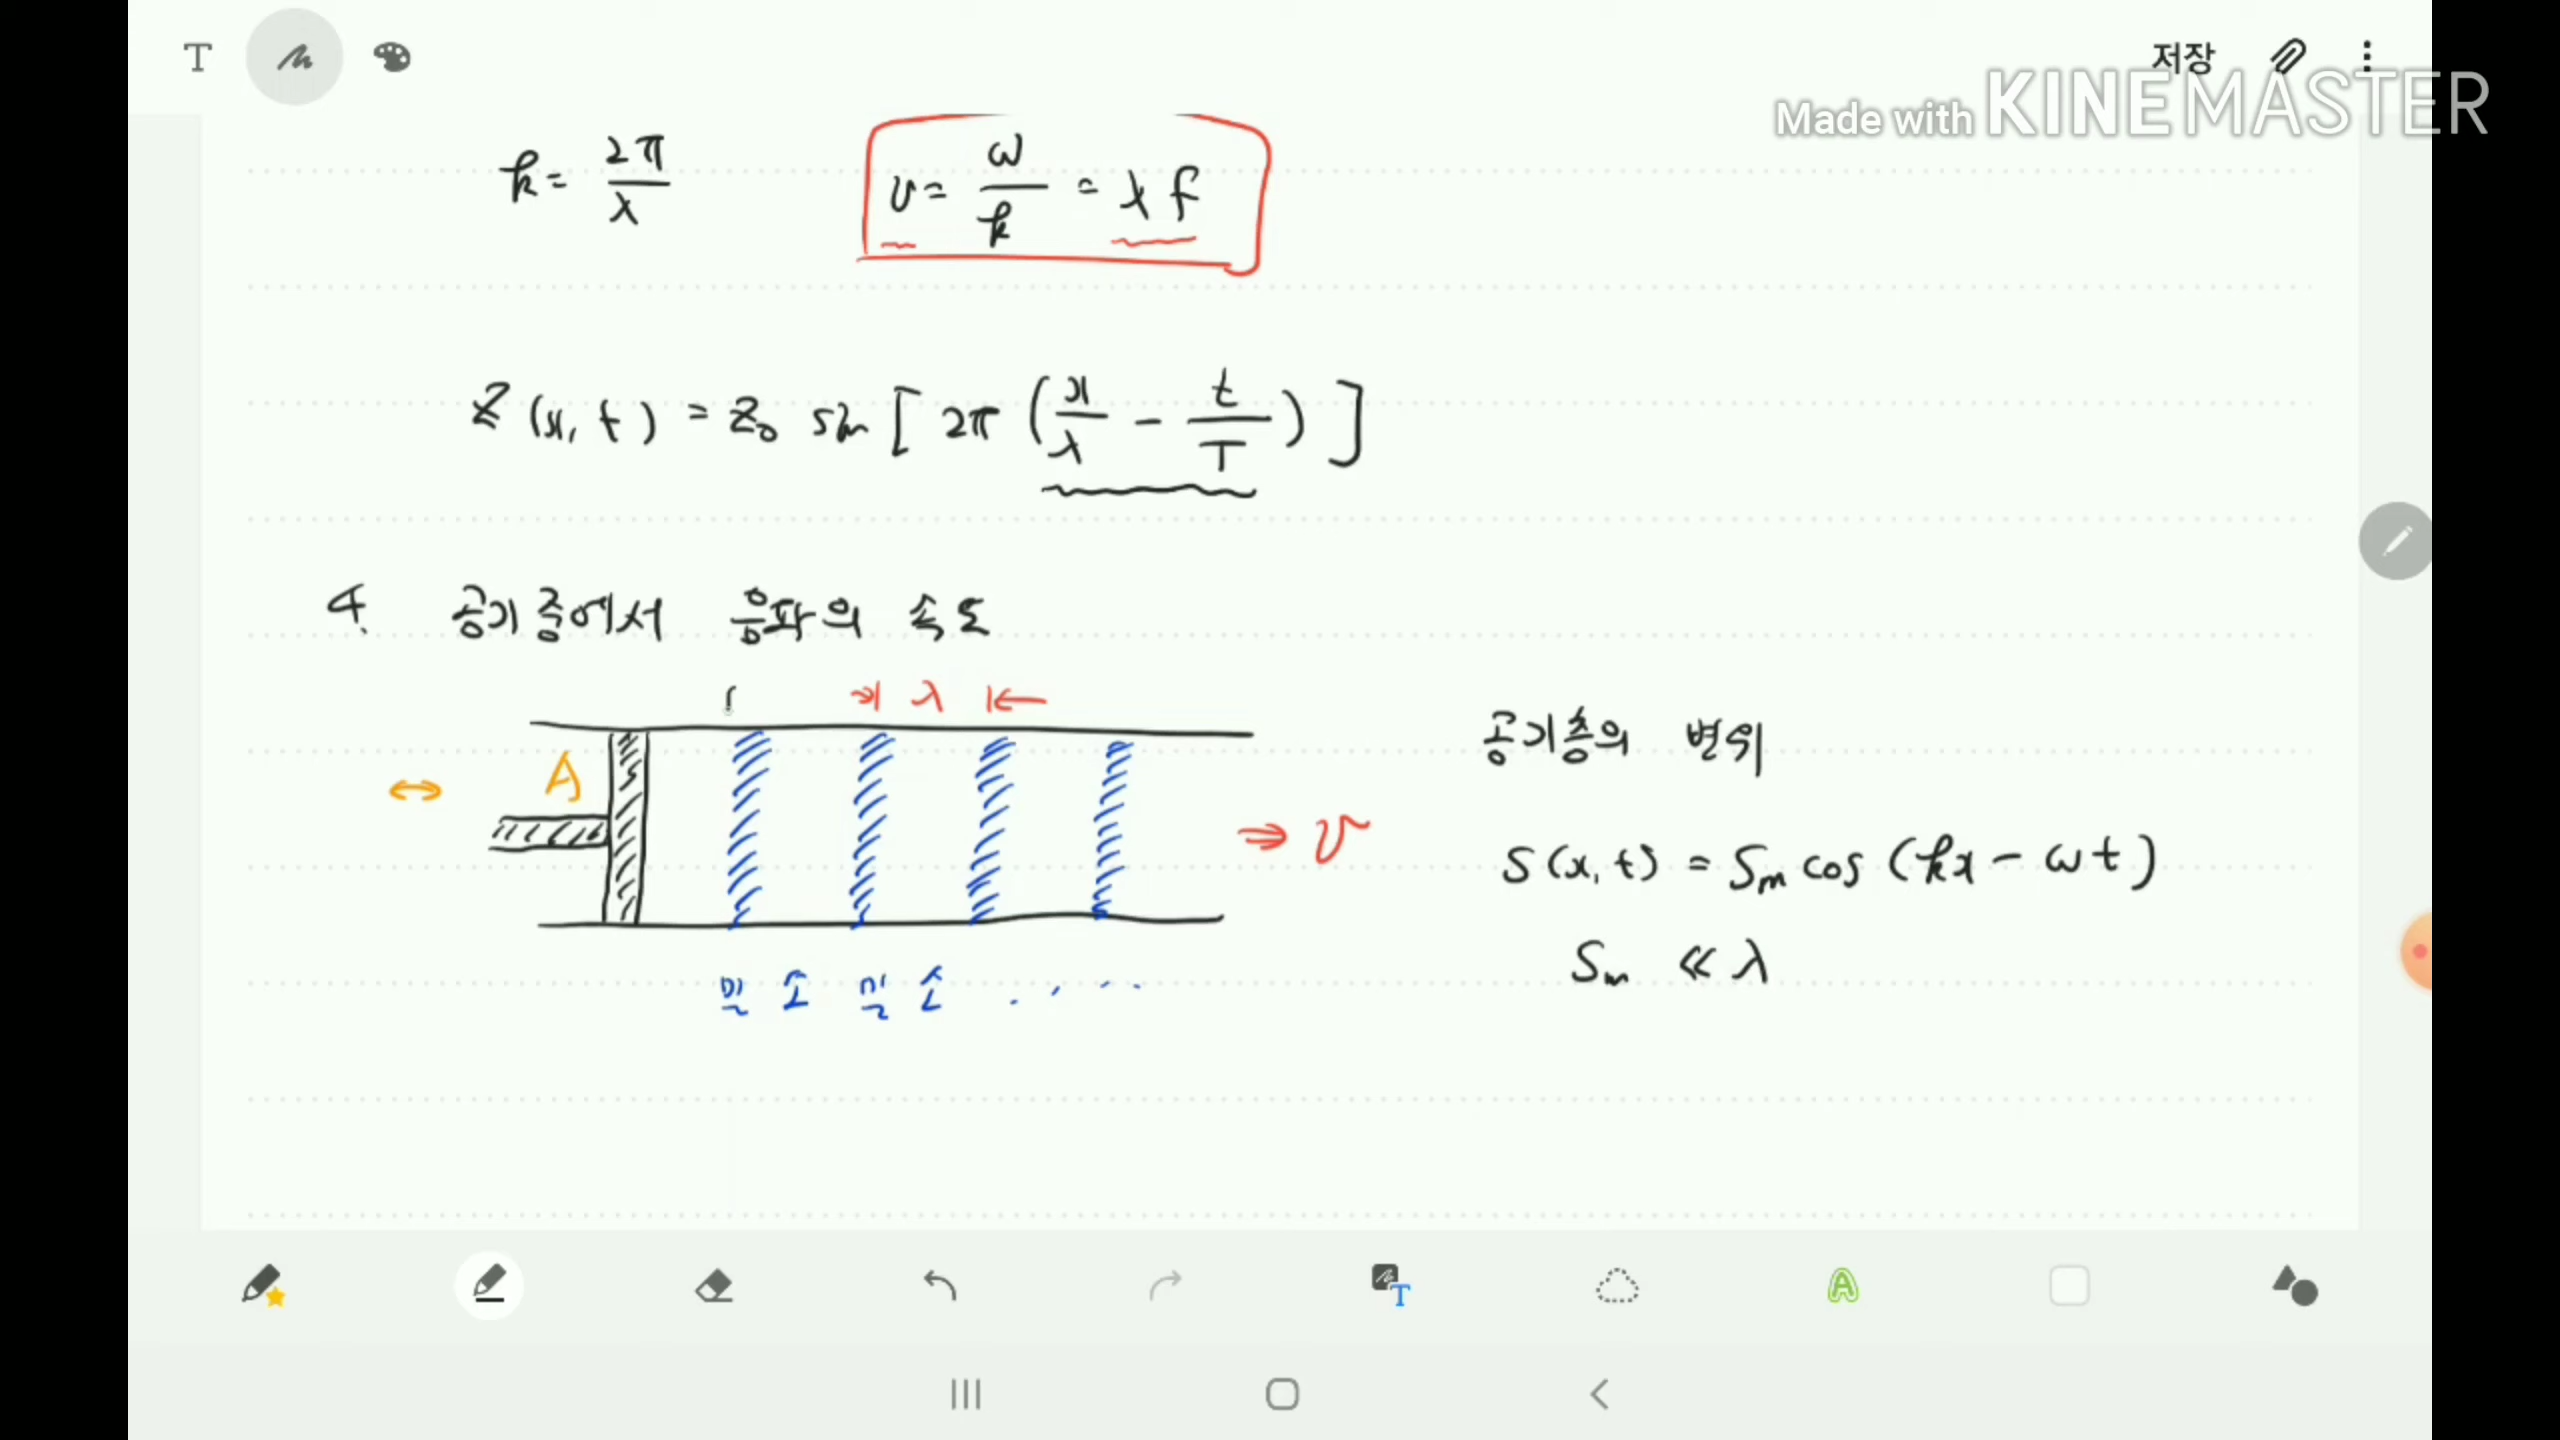 T
저장
Made with KINEMASTER
k = 2π/λ
v = ω/k = λf
Z(x, t) = Z₀ sin [ 2π ( x/λ − t/T ) ]
4. 공기 중에서 음파의 속도
λ
A
공기층의 변위
v
S(x, t) = Sₘ cos (kx − ωt)
Sₘ ≪ λ
밀 소 밀 소 . . . .
T
A